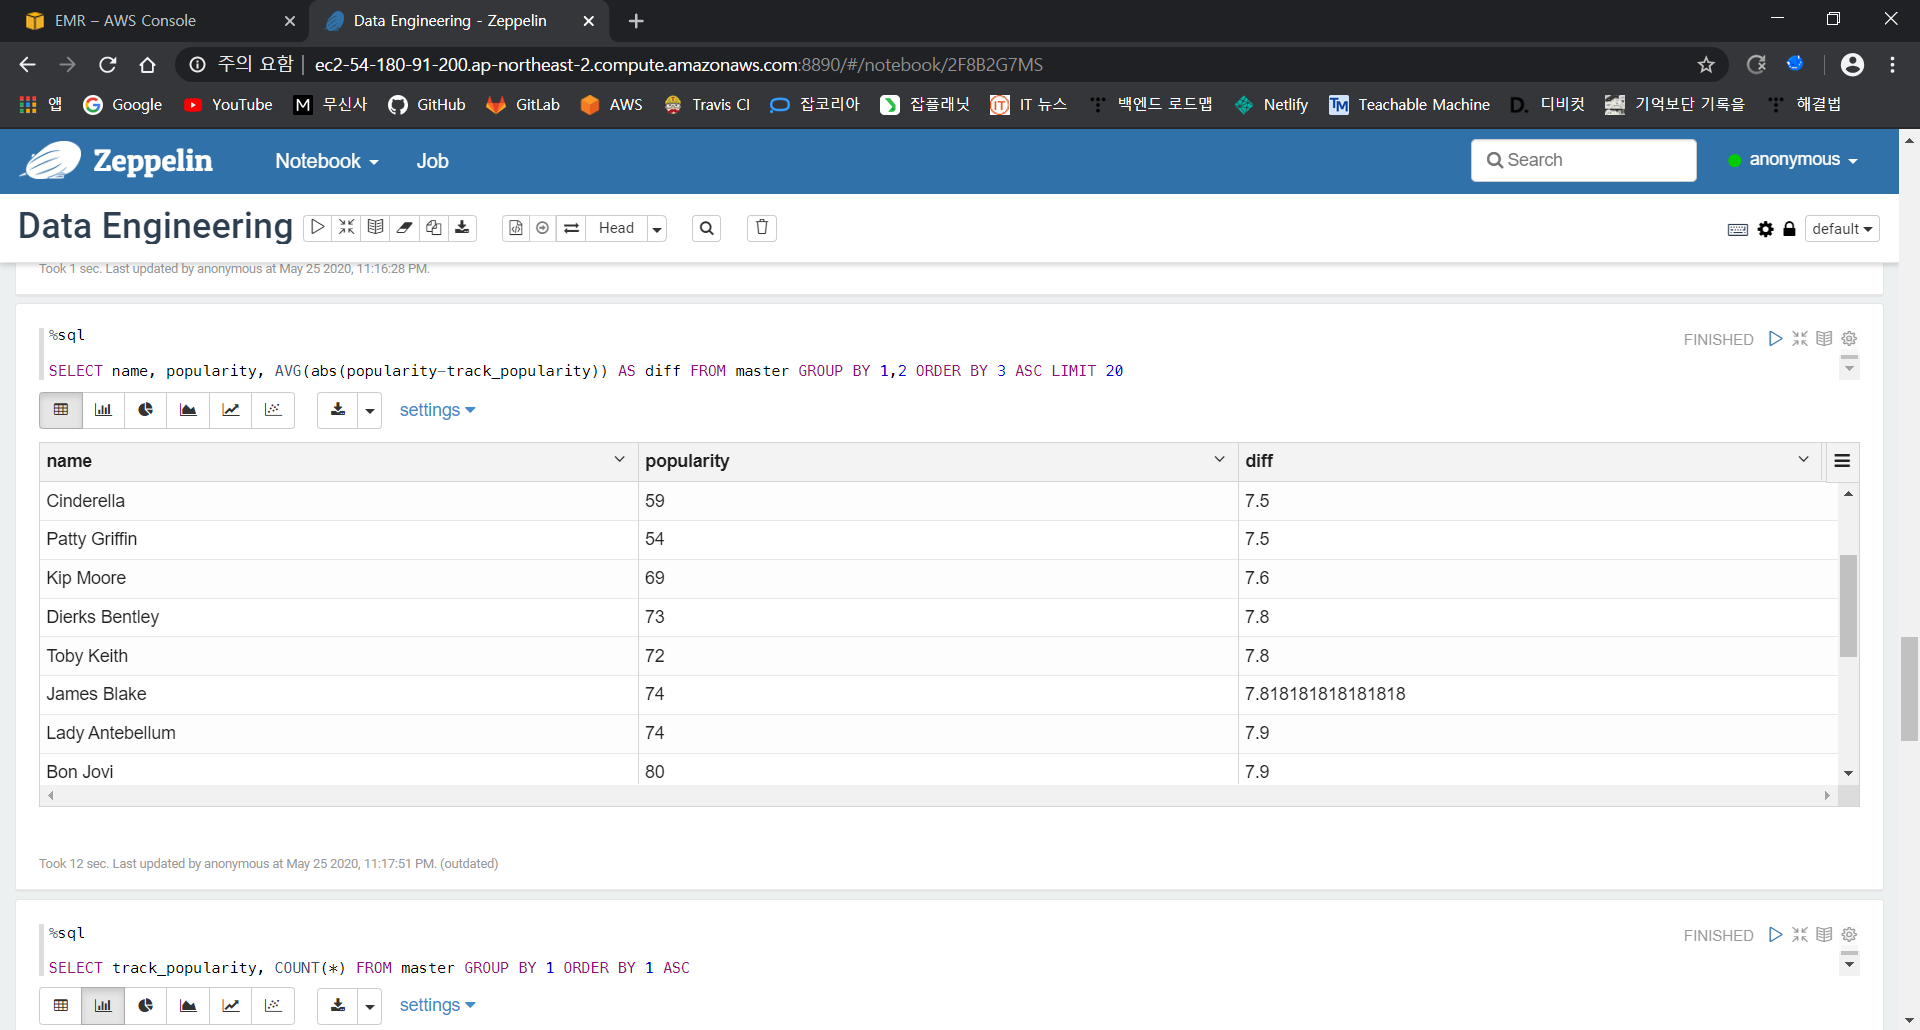 EMR – AWS Console
Data Engineering - Zeppelin
주의 요함 | ec2-54-180-91-200.ap-northeast-2.compute.amazonaws.com:8890/#/notebook/2F8B2G7MS
앱 Google YouTube 무신사 GitHub GitLab AWS Travis CI 잡코리아 잡플래닛 IT 뉴스 백엔드 로드맵 Netlify Teachable Machine 디비컷 기억보단 기록을 해결법
Zeppelin Notebook Job Search anonymous
Data Engineering Head default
Took 1 sec. Last updated by anonymous at May 25 2020, 11:16:28 PM.
%sql
FINISHED
SELECT name, popularity, AVG(abs(popularity-track_popularity)) AS diff FROM master GROUP BY 1,2 ORDER BY 3 ASC LIMIT 20
settings
name popularity diff
Cinderella 59 7.5
Patty Griffin 54 7.5
Kip Moore 69 7.6
Dierks Bentley 73 7.8
Toby Keith 72 7.8
James Blake 74 7.818181818181818
Lady Antebellum 74 7.9
Bon Jovi 80 7.9
Took 12 sec. Last updated by anonymous at May 25 2020, 11:17:51 PM. (outdated)
%sql
FINISHED
SELECT track_popularity, COUNT(*) FROM master GROUP BY 1 ORDER BY 1 ASC
settings